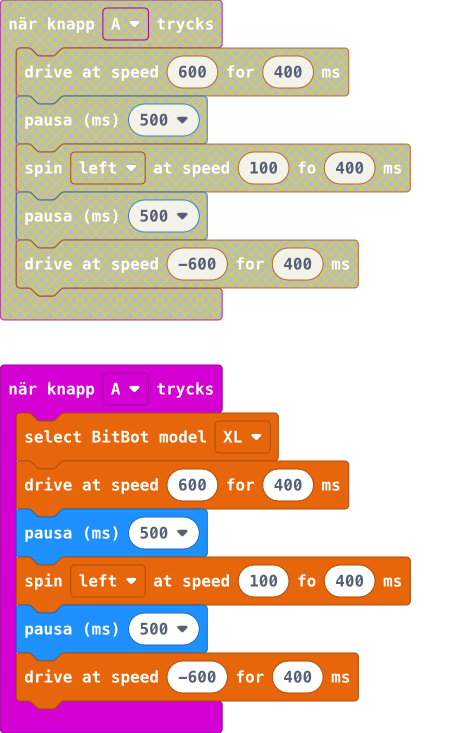 när knapp A trycks
drive at speed 600 for 400 ms
pausa (ms) 500
spin left at speed 100 fo 400 ms
pausa (ms) 500
drive at speed -600 for 400 ms
när knapp A trycks
select BitBot model XL
drive at speed 600 for 400 ms
pausa (ms) 500
spin left at speed 100 fo 400 ms
pausa (ms) 500
drive at speed -600 for 400 ms